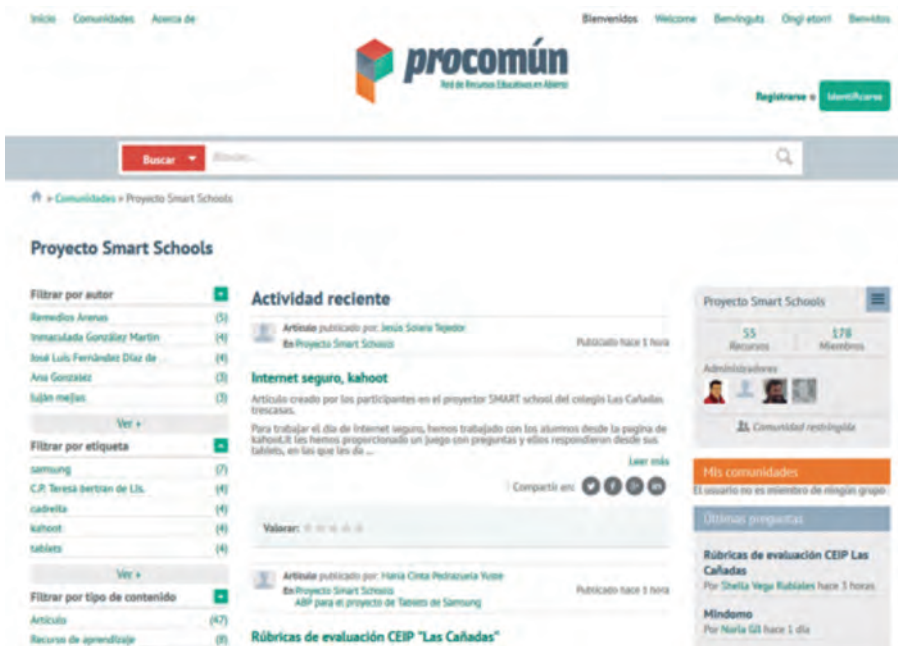 Inicio Comunidades Acerca de
Bienvenidos Welcome Benvinguts Ongi etorri Benvidos
procomún
Red de Recursos Educativos en Abierto
Registrarse o Identificarse
Buscar
Buscar...
» Comunidades » Proyecto Smart Schools
Proyecto Smart Schools
Filtrar por autor
Remedios Arenas (5)
Inmaculada González Martín (4)
José Luis Fernández Díaz de ... (4)
Ana Gonzalez (3)
luján mejias (3)
Ver +
Filtrar por etiqueta
samsung (7)
C.P. Teresa bertran de Lis. (4)
cadrella (4)
kahoot (4)
tablets (4)
Ver +
Filtrar por tipo de contenido
Artículo (47)
Recurso de aprendizaje (8)
Actividad reciente
Artículo publicado por: Jesús Solana Tejedor
En Proyecto Smart Schools
Publicado hace 1 hora
Internet seguro, kahoot
Artículo creado por los participantes en el proyertor SMART school del colegio Las Cañadas
trescasas.
Para trabajar el día de internet seguro, hemos trabajado con los alumnos desde la pagina de
kahoot.it les hemos proporcionado un juego con preguntas y ellos respondieron desde sus
tablets, en las que les da ...
Leer más
Compartir en:
Valorar:
Artículo publicado por: María Cinta Pedrazuela Yuste
En Proyecto Smart Schools
ABP para el proyecto de Tablets de Samsung
Publicado hace 3 hora
Rúbricas de evaluación CEIP "Las Cañadas"
Proyecto Smart Schools
55 178
Recursos Miembros
Administradores
Comunidad restringida
Mis comunidades
El usuario no es miembro de ningún grupo
Últimas preguntas
Rúbricas de evaluación CEIP Las
Cañadas
Por Sheila Vega Rubiales hace 3 horas
Mindomo
Por Nuria Gil hace 1 día